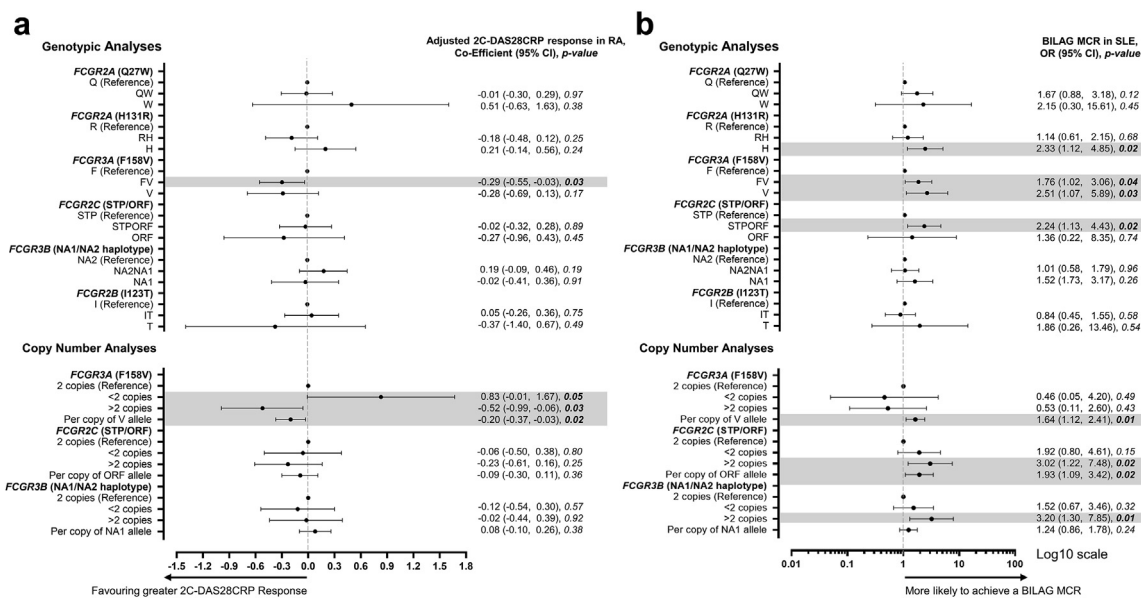 a
Genotypic Analyses
Adjusted 2C-DAS28CRP response in RA,
Co-Efficient (95% CI), p-value
FCGR2A (Q27W)
Q (Reference)
QW -0.01 (-0.30, 0.29), 0.97
W 0.51 (-0.63, 1.63), 0.38
FCGR2A (H131R)
R (Reference)
RH -0.18 (-0.48, 0.12), 0.25
H 0.21 (-0.14, 0.56), 0.24
FCGR3A (F158V)
F (Reference)
FV -0.29 (-0.55, -0.03), 0.03
V -0.28 (-0.69, 0.13), 0.17
FCGR2C (STP/ORF)
STP (Reference)
STPORF -0.02 (-0.32, 0.28), 0.89
ORF -0.27 (-0.96, 0.43), 0.45
FCGR3B (NA1/NA2 haplotype)
NA2 (Reference)
NA2NA1 0.19 (-0.09, 0.46), 0.19
NA1 -0.02 (-0.41, 0.36), 0.91
FCGR2B (I123T)
I (Reference)
IT 0.05 (-0.26, 0.36), 0.75
T -0.37 (-1.40, 0.67), 0.49
Copy Number Analyses
FCGR3A (F158V)
2 copies (Reference)
<2 copies 0.83 (-0.01, 1.67), 0.05
>2 copies -0.52 (-0.99, -0.06), 0.03
Per copy of V allele -0.20 (-0.37, -0.03), 0.02
FCGR2C (STP/ORF)
2 copies (Reference)
<2 copies -0.06 (-0.50, 0.38), 0.80
>2 copies -0.23 (-0.61, 0.16), 0.25
Per copy of ORF allele -0.09 (-0.30, 0.11), 0.36
FCGR3B (NA1/NA2 haplotype)
2 copies (Reference)
<2 copies -0.12 (-0.54, 0.30), 0.57
>2 copies -0.02 (-0.44, 0.39), 0.92
Per copy of NA1 allele 0.08 (-0.10, 0.26), 0.38
-1.5 -1.2 -0.9 -0.6 -0.3 0.0 0.3 0.6 0.9 1.2 1.5 1.8
Favouring greater 2C-DAS28CRP Response
b
Genotypic Analyses
BILAG MCR in SLE,
OR (95% CI), p-value
FCGR2A (Q27W)
Q (Reference)
QW 1.67 (0.88, 3.18), 0.12
W 2.15 (0.30, 15.61), 0.45
FCGR2A (H131R)
R (Reference)
RH 1.14 (0.61, 2.15), 0.68
H 2.33 (1.12, 4.85), 0.02
FCGR3A (F158V)
F (Reference)
FV 1.76 (1.02, 3.06), 0.04
V 2.51 (1.07, 5.89), 0.03
FCGR2C (STP/ORF)
STP (Reference)
STPORF 2.24 (1.13, 4.43), 0.02
ORF 1.36 (0.22, 8.35), 0.74
FCGR3B (NA1/NA2 haplotype)
NA2 (Reference)
NA2NA1 1.01 (0.58, 1.79), 0.96
NA1 1.52 (1.73, 3.17), 0.26
FCGR2B (I123T)
I (Reference)
IT 0.84 (0.45, 1.55), 0.58
T 1.86 (0.26, 13.46), 0.54
Copy Number Analyses
FCGR3A (F158V)
2 copies (Reference)
<2 copies 0.46 (0.05, 4.20), 0.49
>2 copies 0.53 (0.11, 2.60), 0.43
Per copy of V allele 1.64 (1.12, 2.41), 0.01
FCGR2C (STP/ORF)
2 copies (Reference)
<2 copies 1.92 (0.80, 4.61), 0.15
>2 copies 3.02 (1.22, 7.48), 0.02
Per copy of ORF allele 1.93 (1.09, 3.42), 0.02
FCGR3B (NA1/NA2 haplotype)
2 copies (Reference)
<2 copies 1.52 (0.67, 3.46), 0.32
>2 copies 3.20 (1.30, 7.85), 0.01
Per copy of NA1 allele 1.24 (0.86, 1.78), 0.24
0.01 0.1 1 10 100
Log10 scale
More likely to achieve a BILAG MCR